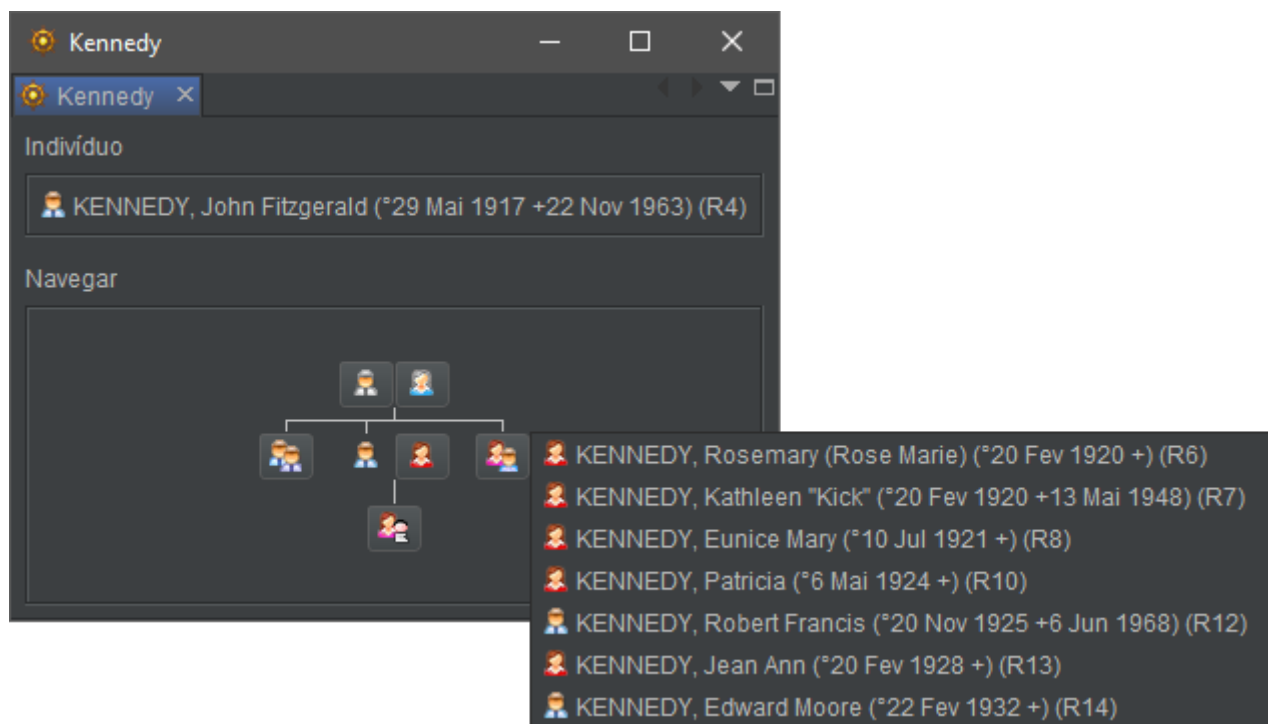 Kennedy
Kennedy
Indivíduo
KENNEDY, John Fitzgerald (°29 Mai 1917 +22 Nov 1963) (R4)
Navegar
KENNEDY, Rosemary (Rose Marie) (°20 Fev 1920 +) (R6)
KENNEDY, Kathleen "Kick" (°20 Fev 1920 +13 Mai 1948) (R7)
KENNEDY, Eunice Mary (°10 Jul 1921 +) (R8)
KENNEDY, Patricia (°6 Mai 1924 +) (R10)
KENNEDY, Robert Francis (°20 Nov 1925 +6 Jun 1968) (R12)
KENNEDY, Jean Ann (°20 Fev 1928 +) (R13)
KENNEDY, Edward Moore (°22 Fev 1932 +) (R14)